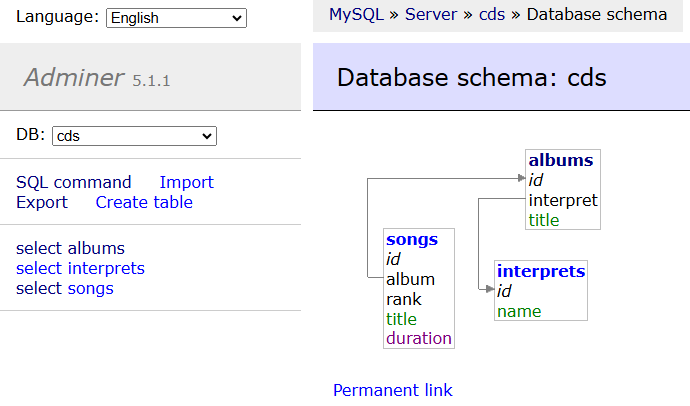 Language: English
MySQL » Server » cds » Database schema
Adminer 5.1.1
Database schema: cds
DB: cds
SQL command Import
Export Create table
select albums
select interprets
select songs
albums
id
interpret
title
songs
id
album
rank
title
duration
interprets
id
name
Permanent link